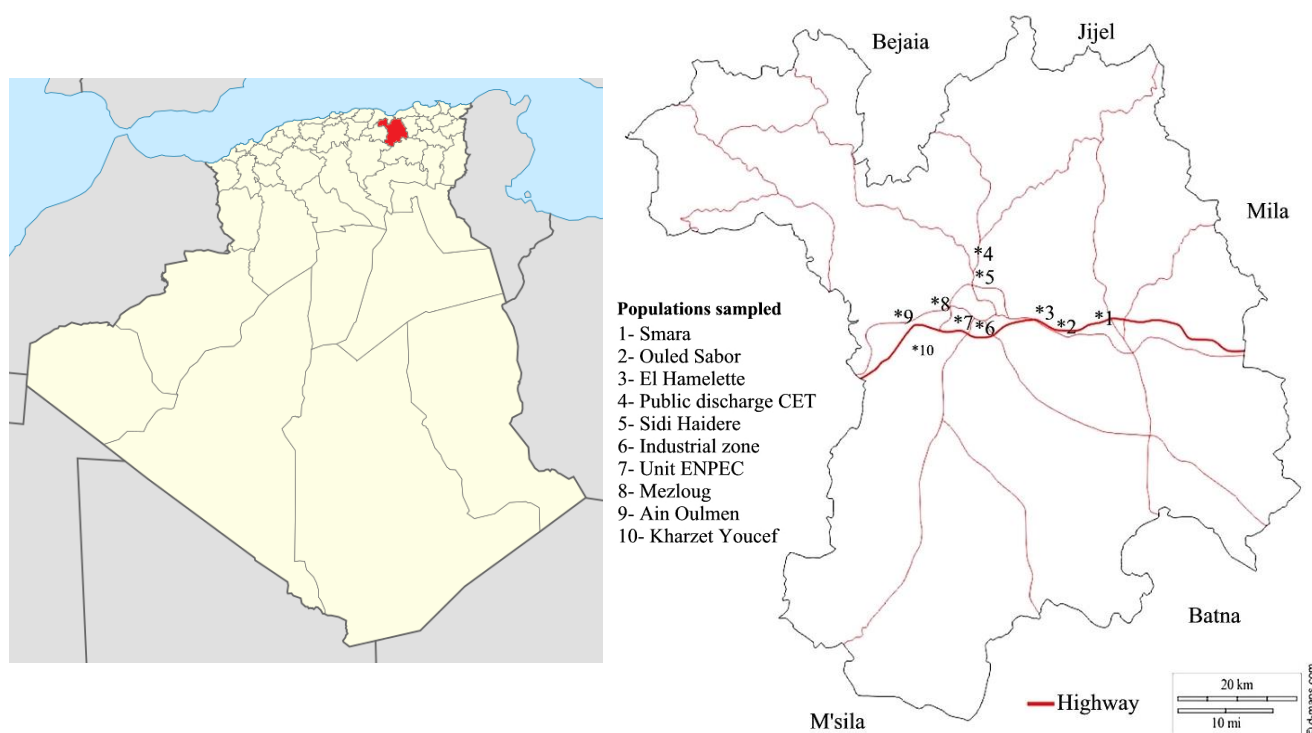 Bejaia
Jijel
Mila
*4
*5
Populations sampled
1- Smara
2- Ouled Sabor
3- El Hamelette
4- Public discharge CET
5- Sidi Haidere
6- Industrial zone
7- Unit ENPEC
8- Mezloug
9- Ain Oulmen
10- Kharzet Youcef
*8
*9
*7
*6
*3
*2
*1
*10
Batna
M'sila
Highway
20 km
10 mi
d-maps.com